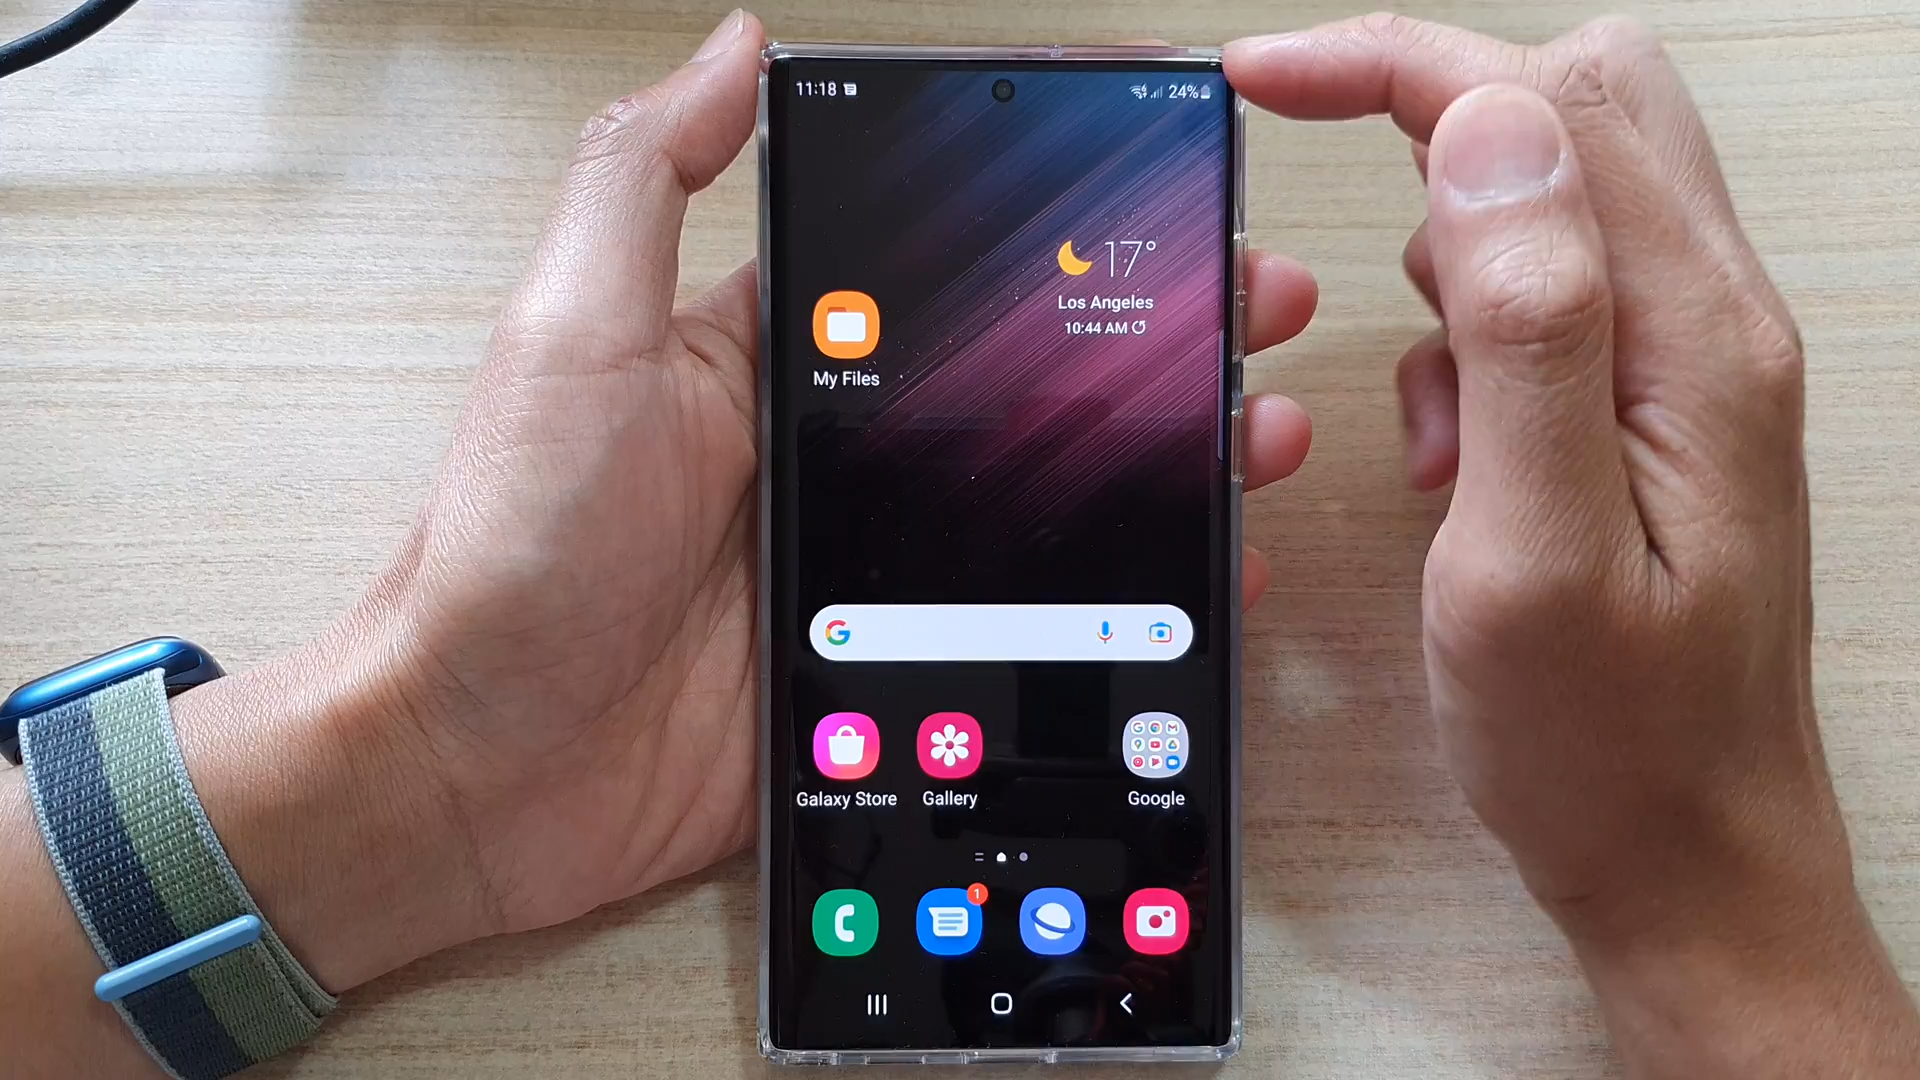 11:18
24%
17°
Los Angeles
10:44 AM
My Files
G
Galaxy Store
Gallery
Google
1